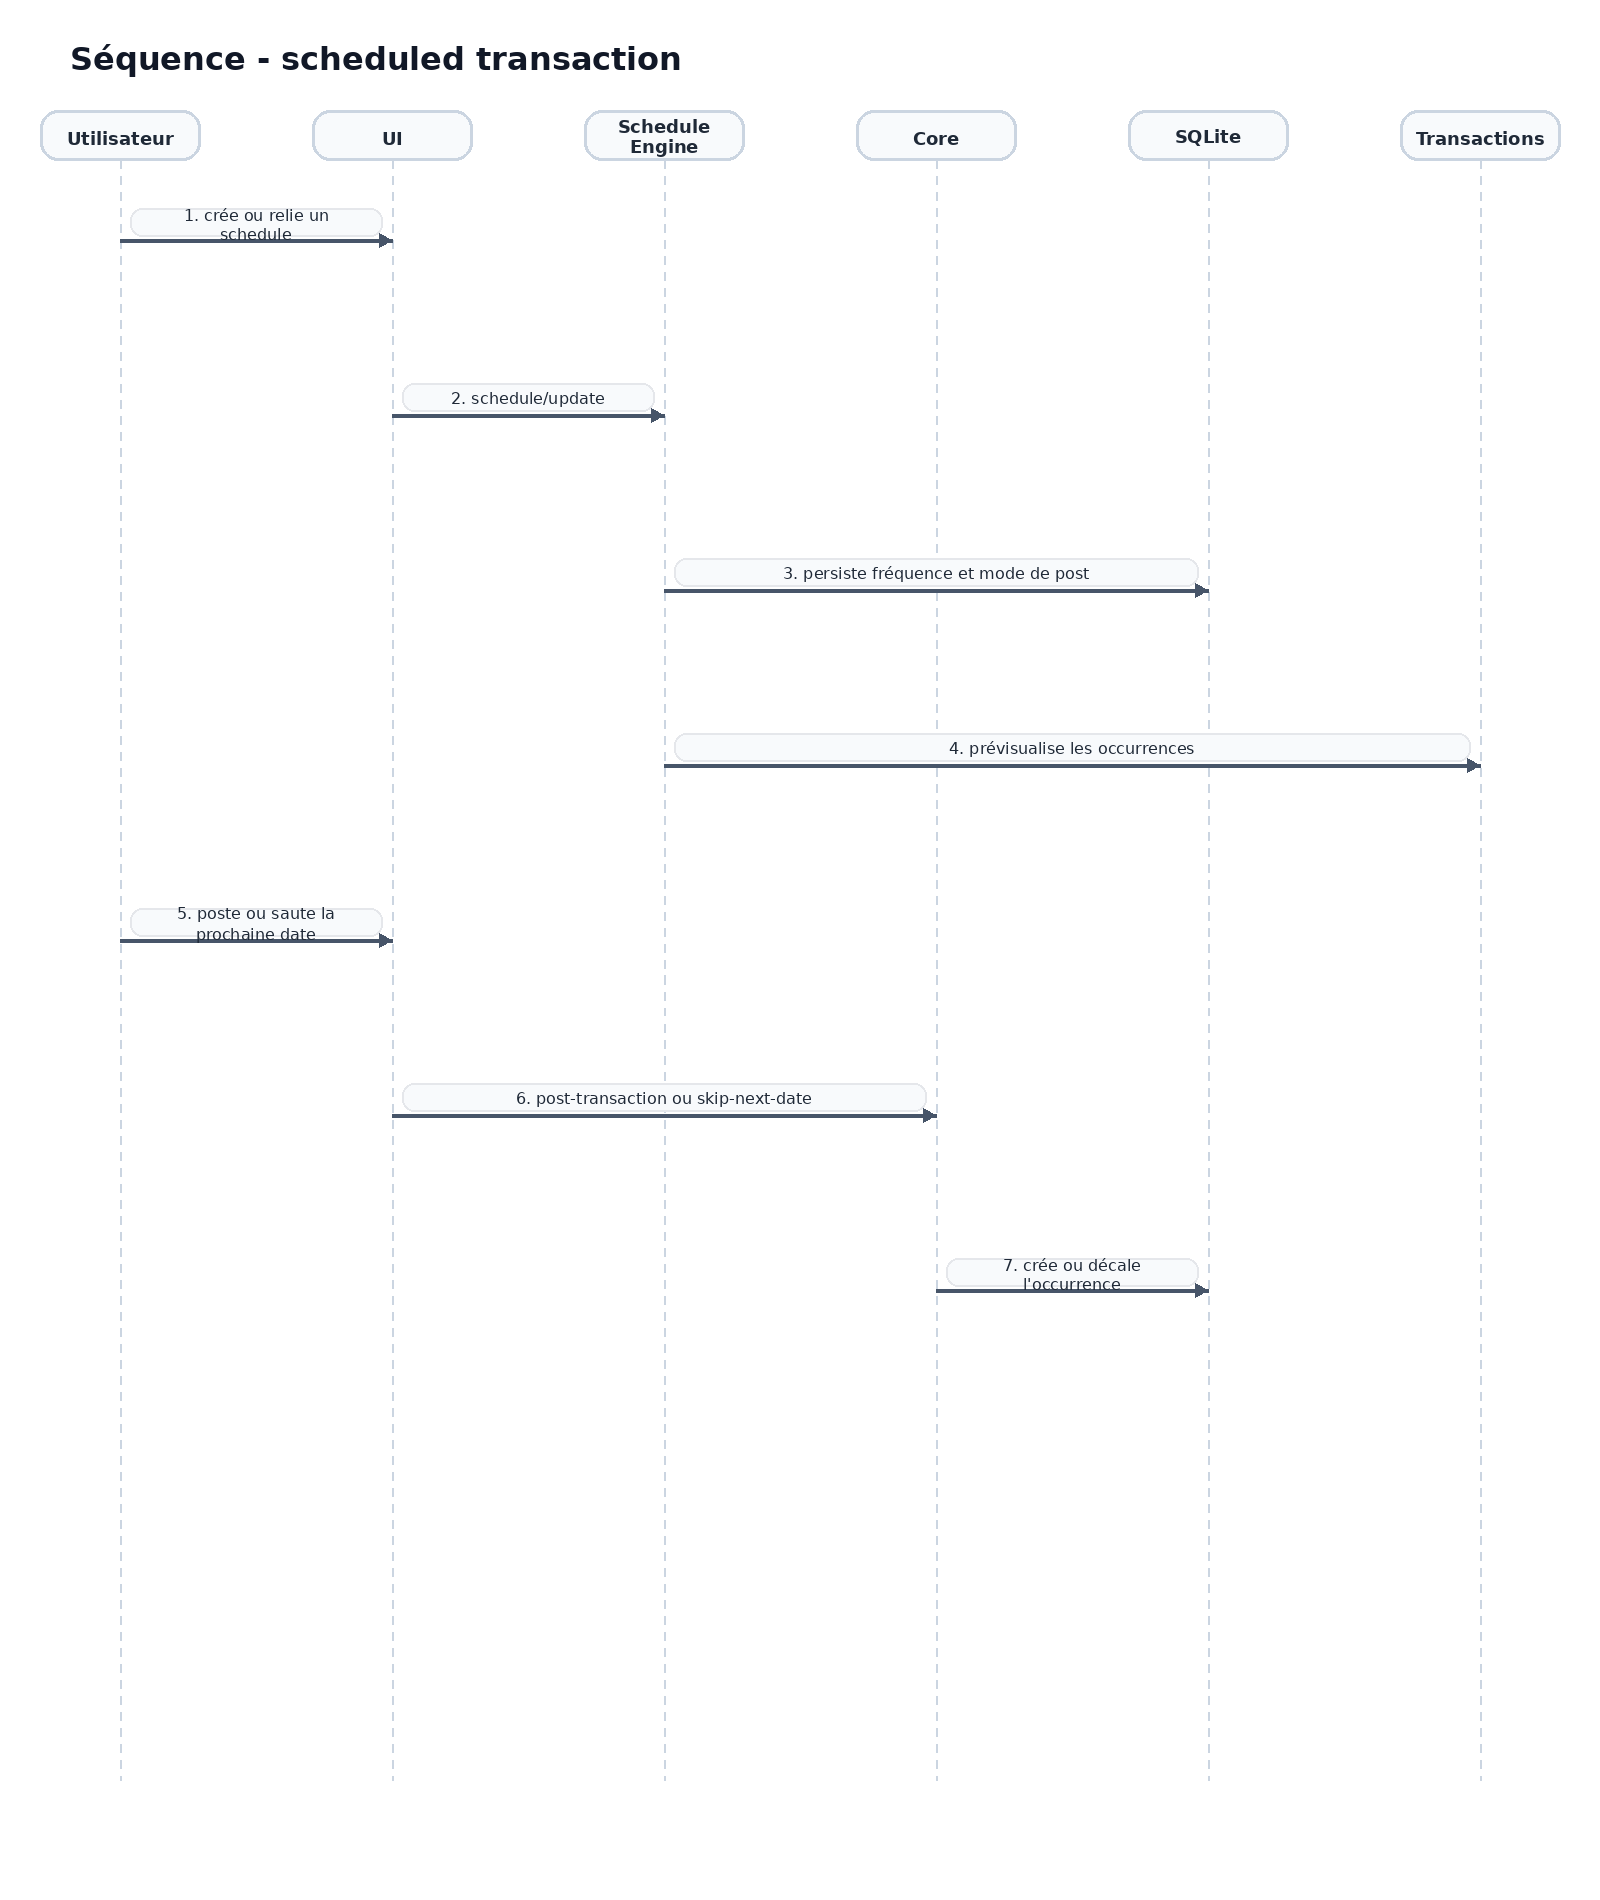 Séquence - scheduled transaction
Utilisateur
UI
Schedule
Engine
Core
SQLite
Transactions
1. crée ou relie un
schedule
2. schedule/update
3. persiste fréquence et mode de post
4. prévisualise les occurrences
5. poste ou saute la
prochaine date
6. post-transaction ou skip-next-date
7. crée ou décale
l'occurrence